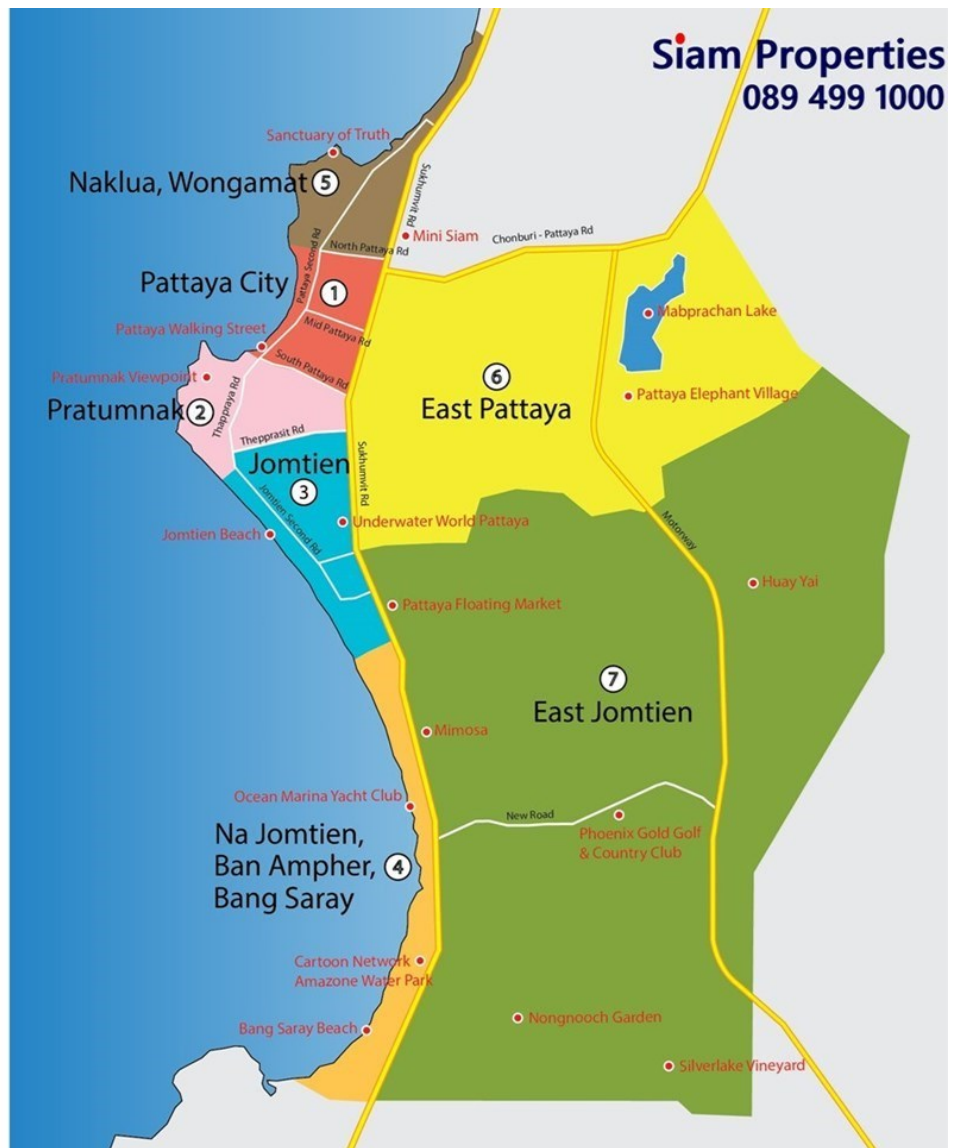 Siam Properties
089 499 1000
Sanctuary of Truth
Naklua, Wongamat 5
Sukhumvit Rd
Mini Siam
Chonburi - Pattaya Rd
North Pattaya Rd
Pattaya Second Rd
Pattaya City
1
Mabprachan Lake
Mid Pattaya Rd
Pattaya Walking Street
South Pattaya Rd
Pratumnak Viewpoint
6
East Pattaya
Pattaya Elephant Village
Pratumnak 2
Thappraya Rd
Thepprasit Rd
Jomtien
3
Sukhumvit Rd
Jomtien Second Rd
Underwater World Pattaya
Jomtien Beach
Motorway
Huay Yai
Pattaya Floating Market
7
East Jomtien
Mimosa
Ocean Marina Yacht Club
New Road
Phoenix Gold Golf
& Country Club
Na Jomtien,
Ban Ampher, 4
Bang Saray
Cartoon Network
Amazone Water Park
Nongnooch Garden
Bang Saray Beach
Silverlake Vineyard